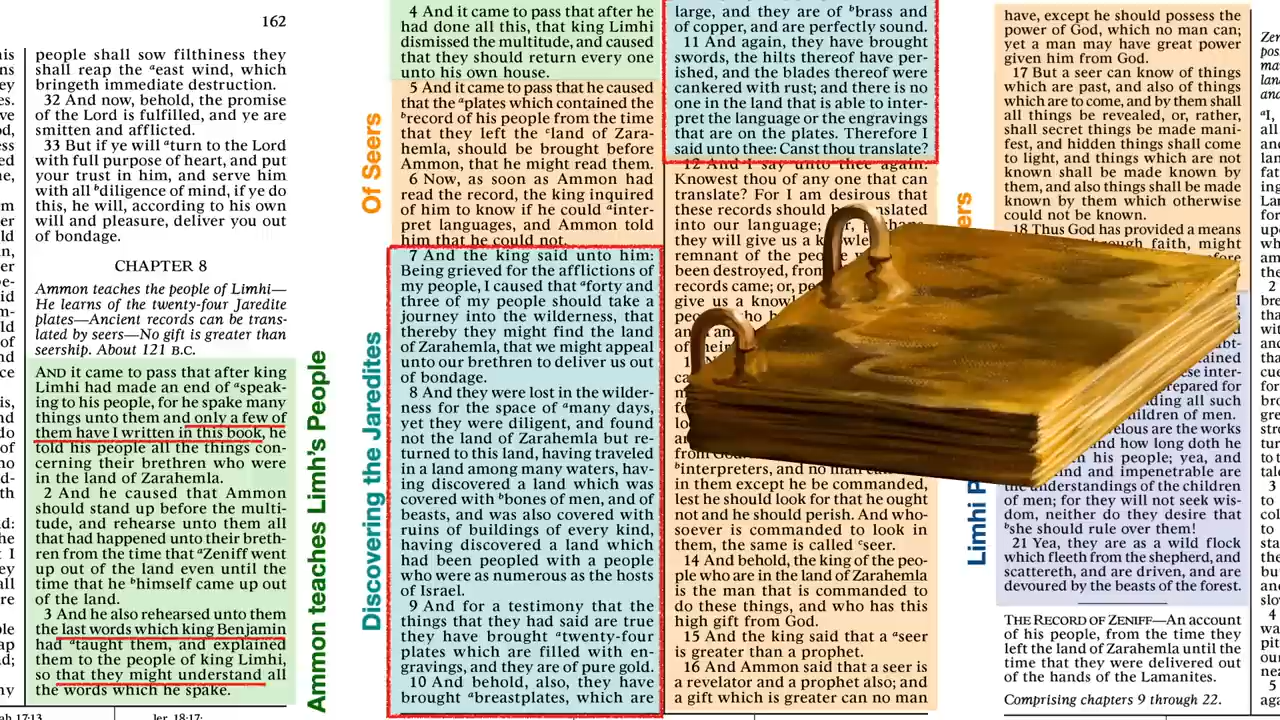 162
people shall sow filthiness they
shall reap the ᵃeast wind, which
bringeth immediate destruction.
32 And now, behold, the promise
of the Lord is fulfilled, and ye are
smitten and afflicted.
33 But if ye will ᵃturn to the Lord
with full purpose of heart, and put
your trust in him, and serve him
with all ᵇdiligence of mind, if ye do
this, he will, according to his own
will and pleasure, deliver you out
of bondage.
CHAPTER 8
Ammon teaches the people of Limhi—
He learns of the twenty-four Jaredite
plates—Ancient records can be trans-
lated by seers—No gift is greater than
seership. About 121 B.C.
AND it came to pass that after king
Limhi had made an end of ᵃspeak-
ing to his people, for he spake many
things unto them and only a few of
them have I written in this book, he
told his people all the things con-
cerning their brethren who were
in the land of Zarahemla.
2 And he caused that Ammon
should stand up before the multi-
tude, and rehearse unto them all
that had happened unto their breth-
ren from the time that ᵃZeniff went
up out of the land even until the
time that he ᵇhimself came up out
of the land.
3 And he also rehearsed unto them
the last words which king Benjamin
had ᵃtaught them, and explained
them to the people of king Limhi,
so that they might understand all
the words which he spake.
Ammon teaches Limh's People
4 And it came to pass that after he
had done all this, that king Limhi
dismissed the multitude, and caused
that they should return every one
unto his own house.
Of Seers
5 And it came to pass that he caused
that the ᵃplates which contained the
ᵇrecord of his people from the time
that they left the ᶜland of Zara-
hemla, should be brought before
Ammon, that he might read them.
6 Now, as soon as Ammon had
read the record, the king inquired
of him to know if he could ᵃinter-
pret languages, and Ammon told
him that he could not.
Discovering the Jaredites
7 And the king said unto him:
Being grieved for the afflictions of
my people, I caused that ᵃforty and
three of my people should take a
journey into the wilderness, that
thereby they might find the land
of Zarahemla, that we might appeal
unto our brethren to deliver us out
of bondage.
8 And they were lost in the wilder-
ness for the space of ᵃmany days,
yet they were diligent, and found
not the land of Zarahemla but re-
turned to this land, having traveled
in a land among many waters, hav-
ing discovered a land which was
covered with ᵇbones of men, and of
beasts, and was also covered with
ruins of buildings of every kind,
having discovered a land which
had been peopled with a people
who were as numerous as the hosts
of Israel.
9 And for a testimony that the
things that they had said are true
they have brought ᵃtwenty-four
plates which are filled with en-
gravings, and they are of pure gold.
10 And behold, also, they have
brought ᵃbreastplates, which are
large, and they are of ᵇbrass and
of copper, and are perfectly sound.
11 And again, they have brought
swords, the hilts thereof have per-
ished, and the blades thereof were
cankered with rust; and there is no
one in the land that is able to inter-
pret the language or the engravings
that are on the plates. Therefore I
said unto thee: Canst thou translate?
12 And I say unto thee again:
Knowest thou of any one that can
translate? For I am desirous that
these records should
into our language;
they will give us a
remnant of the
been destroyed, from
records came; or,
give us a
ᵇinterpreters, and no man
in them except he be commanded,
lest he should look for that he ought
not and he should perish. And who-
soever is commanded to look in
them, the same is called ᶜseer.
14 And behold, the king of the peo-
ple who are in the land of Zarahemla
is the man that is commanded to
do these things, and who has this
high gift from God.
15 And the king said that a ᵃseer
is greater than a prophet.
16 And Ammon said that a seer is
a revelator and a prophet also; and
a gift which is greater can no man
have, except he should possess the
power of God, which no man can;
yet a man may have great power
given him from God.
17 But a seer can know of things
which are past, and also of things
which are to come, and by them shall
all things be revealed, or, rather,
shall secret things be made mani-
fest, and hidden things shall come
to light, and things which are not
known shall be made known by
them, and also things shall be made
known by them which otherwise
could not be known.
18 Thus God has provided a means
faith, might
children of men.
are the works
and how long doth he
his people; yea,
and impenetrable are
understandings of the children
of men; for they will not seek wis-
dom, neither do they desire that
ᵇshe should rule over them!
21 Yea, they are as a wild flock
which fleeth from the shepherd, and
scattereth, and are driven, and are
devoured by the beasts of the forest.
Limhi
THE RECORD OF ZENIFF—An account
of his people, from the time they
left the land of Zarahemla until the
time that they were delivered out
of the hands of the Lamanites.
Comprising chapters 9 through 22.
17:13
Jer. 18:17;